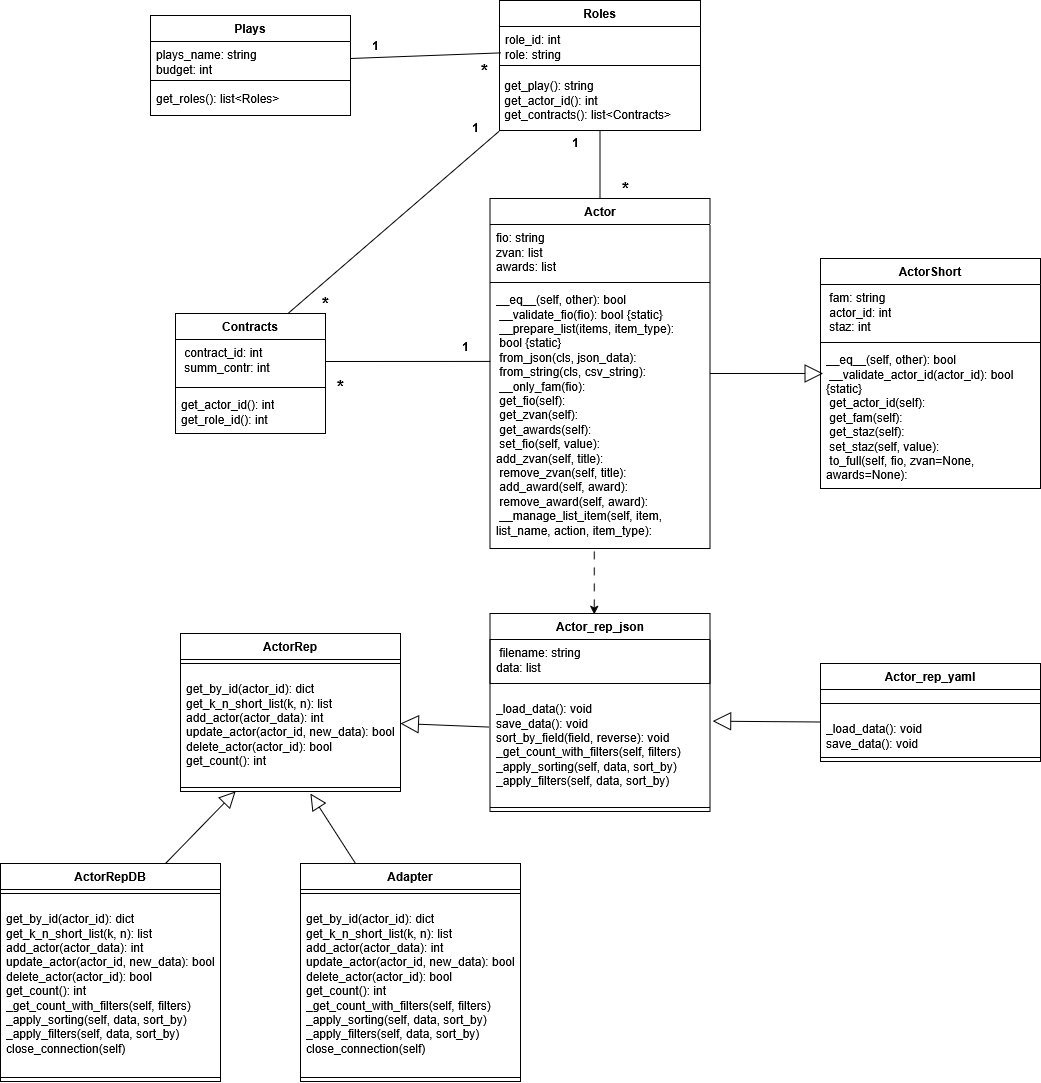 Plays
plays_name: string
budget: int
get_roles(): list<Roles>
1
*
Roles
role_id: int
role: string
get_play(): string
get_actor_id(): int
get_contracts(): list<Contracts>
1
*
1
*
Actor
fio: string
zvan: list
awards: list
__eq__(self, other): bool
__validate_fio(fio): bool {static}
__prepare_list(items, item_type):
bool {static}
from_json(cls, json_data):
from_string(cls, csv_string):
__only_fam(fio):
get_fio(self):
get_zvan(self):
get_awards(self):
set_fio(self, value):
add_zvan(self, title):
remove_zvan(self, title):
add_award(self, award):
remove_award(self, award):
__manage_list_item(self, item,
list_name, action, item_type):
ActorShort
fam: string
actor_id: int
staz: int
__eq__(self, other): bool
__validate_actor_id(actor_id): bool
{static}
get_actor_id(self):
get_fam(self):
get_staz(self):
set_staz(self, value):
to_full(self, fio, zvan=None,
awards=None):
Contracts
contract_id: int
summ_contr: int
get_actor_id(): int
get_role_id(): int
1
*
ActorRep
get_by_id(actor_id): dict
get_k_n_short_list(k, n): list
add_actor(actor_data): int
update_actor(actor_id, new_data): bool
delete_actor(actor_id): bool
get_count(): int
Actor_rep_json
filename: string
data: list
_load_data(): void
save_data(): void
sort_by_field(field, reverse): void
_get_count_with_filters(self, filters)
_apply_sorting(self, data, sort_by)
_apply_filters(self, data, sort_by)
Actor_rep_yaml
_load_data(): void
save_data(): void
ActorRepDB
get_by_id(actor_id): dict
get_k_n_short_list(k, n): list
add_actor(actor_data): int
update_actor(actor_id, new_data): bool
delete_actor(actor_id): bool
get_count(): int
_get_count_with_filters(self, filters)
_apply_sorting(self, data, sort_by)
_apply_filters(self, data, sort_by)
close_connection(self)
Adapter
get_by_id(actor_id): dict
get_k_n_short_list(k, n): list
add_actor(actor_data): int
update_actor(actor_id, new_data): bool
delete_actor(actor_id): bool
get_count(): int
_get_count_with_filters(self, filters)
_apply_sorting(self, data, sort_by)
_apply_filters(self, data, sort_by)
close_connection(self)